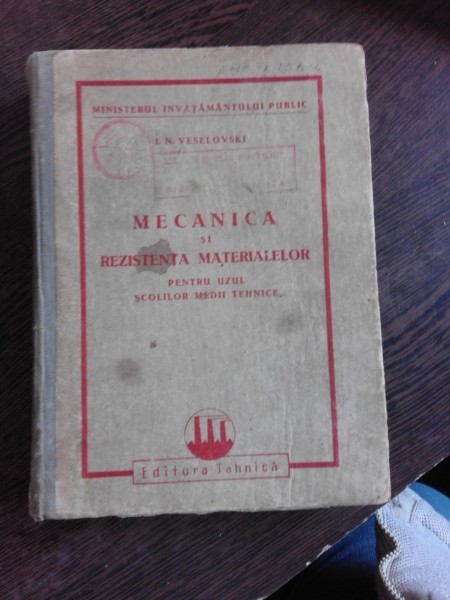 MINISTERUL INVĂȚĂMÂNTULUI PUBLIC
I. N. VESELOVSKI
MECANICA
ȘI
REZISTENȚA MATERIALELOR
PENTRU UZUL
ȘCOLILOR MEDII TEHNICE
Editura Tehnică